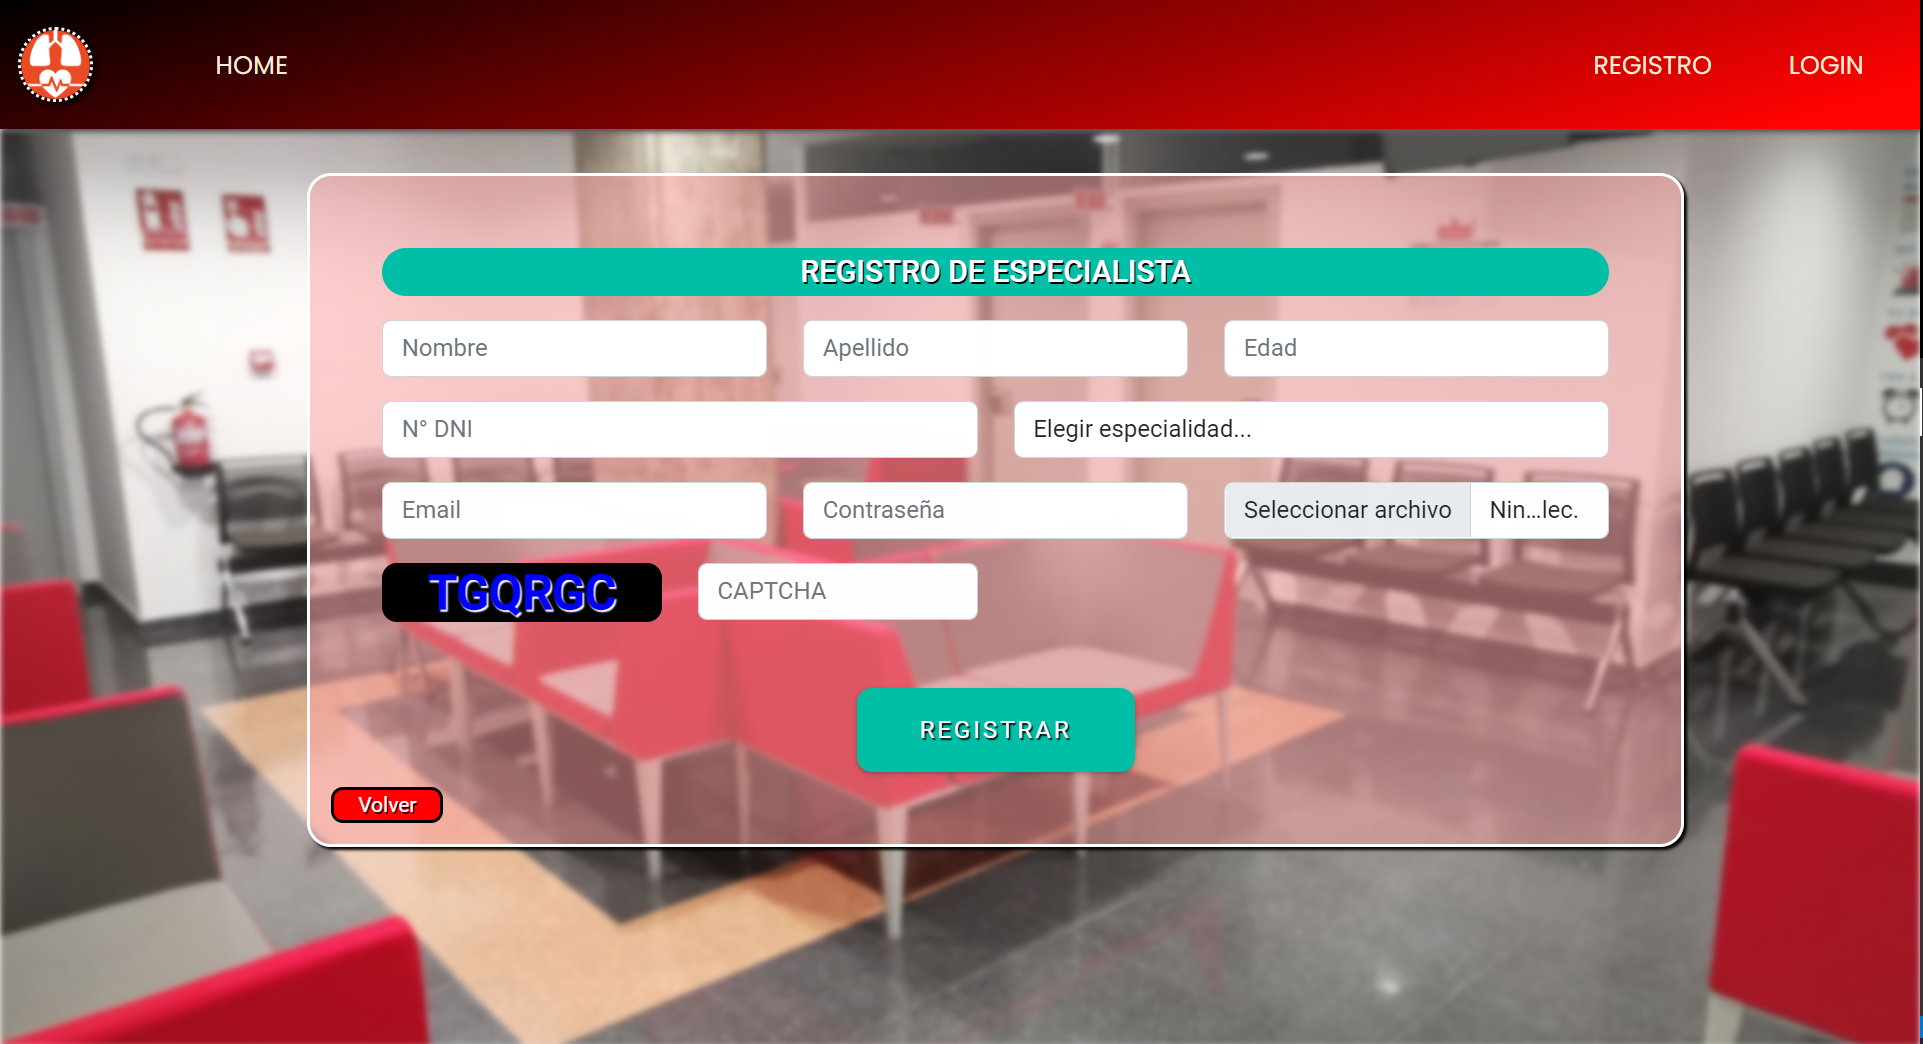 HOME
REGISTRO
LOGIN
REGISTRO DE ESPECIALISTA
Nombre
Apellido
Edad
N° DNI
Elegir especialidad...
Email
Contraseña
Seleccionar archivo
Nin...lec.
TGQRGC
CAPTCHA
REGISTRAR
Volver